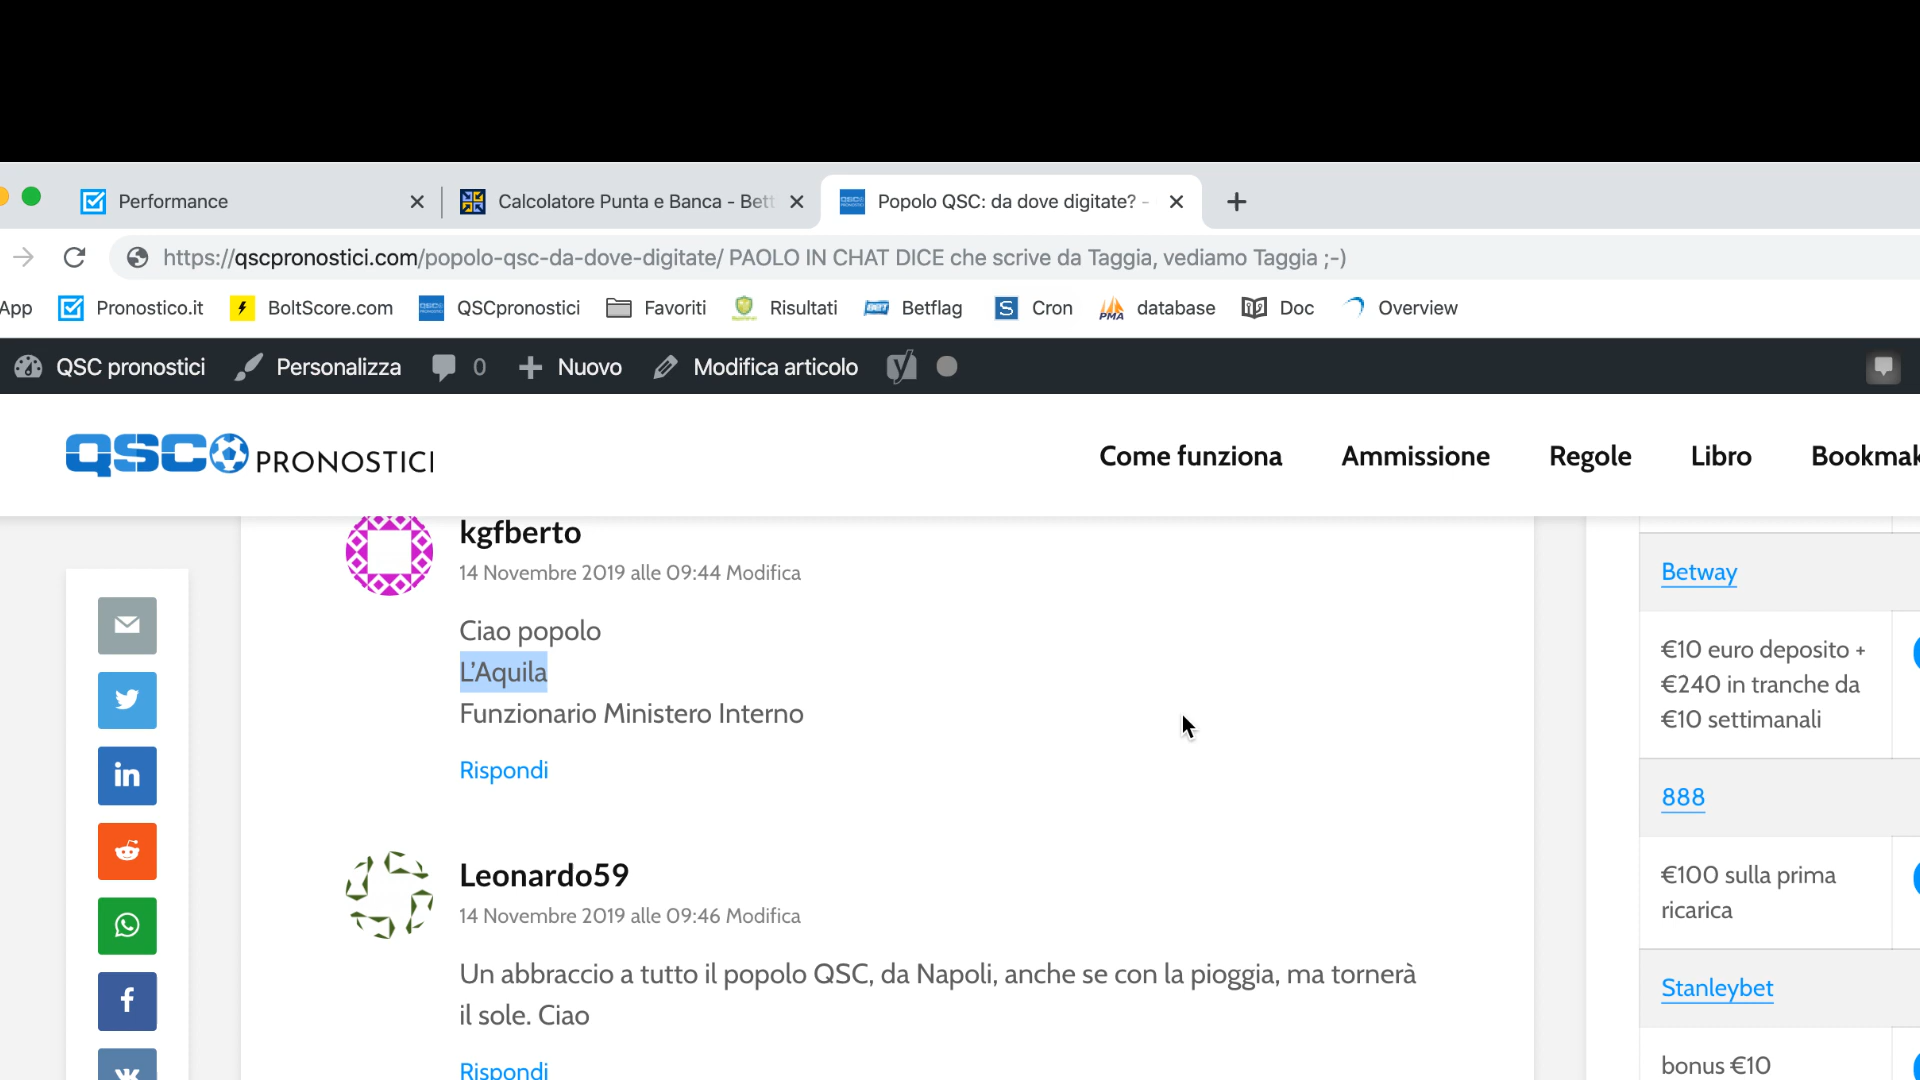 Performance
Calcolatore Punta e Banca - Bett
Popolo QSC: da dove digitate? -
https://qscpronostici.com/popolo-qsc-da-dove-digitate/ PAOLO IN CHAT DICE che scrive da Taggia, vediamo Taggia ;-)
App Pronostico.it BoltScore.com QSCpronostici Favoriti Risultati Betflag Cron database Doc Overview
QSC pronostici Personalizza 0 Nuovo Modifica articolo
QSC PRONOSTICI
Come funziona Ammissione Regole Libro Bookmak
kgfberto
14 Novembre 2019 alle 09:44 Modifica
Ciao popolo
L’Aquila
Funzionario Ministero Interno
Rispondi
Leonardo59
14 Novembre 2019 alle 09:46 Modifica
Un abbraccio a tutto il popolo QSC, da Napoli, anche se con la pioggia, ma tornerà
il sole. Ciao
Rispondi
Betway
€10 euro deposito +
€240 in tranche da
€10 settimanali
888
€100 sulla prima
ricarica
Stanleybet
bonus €10